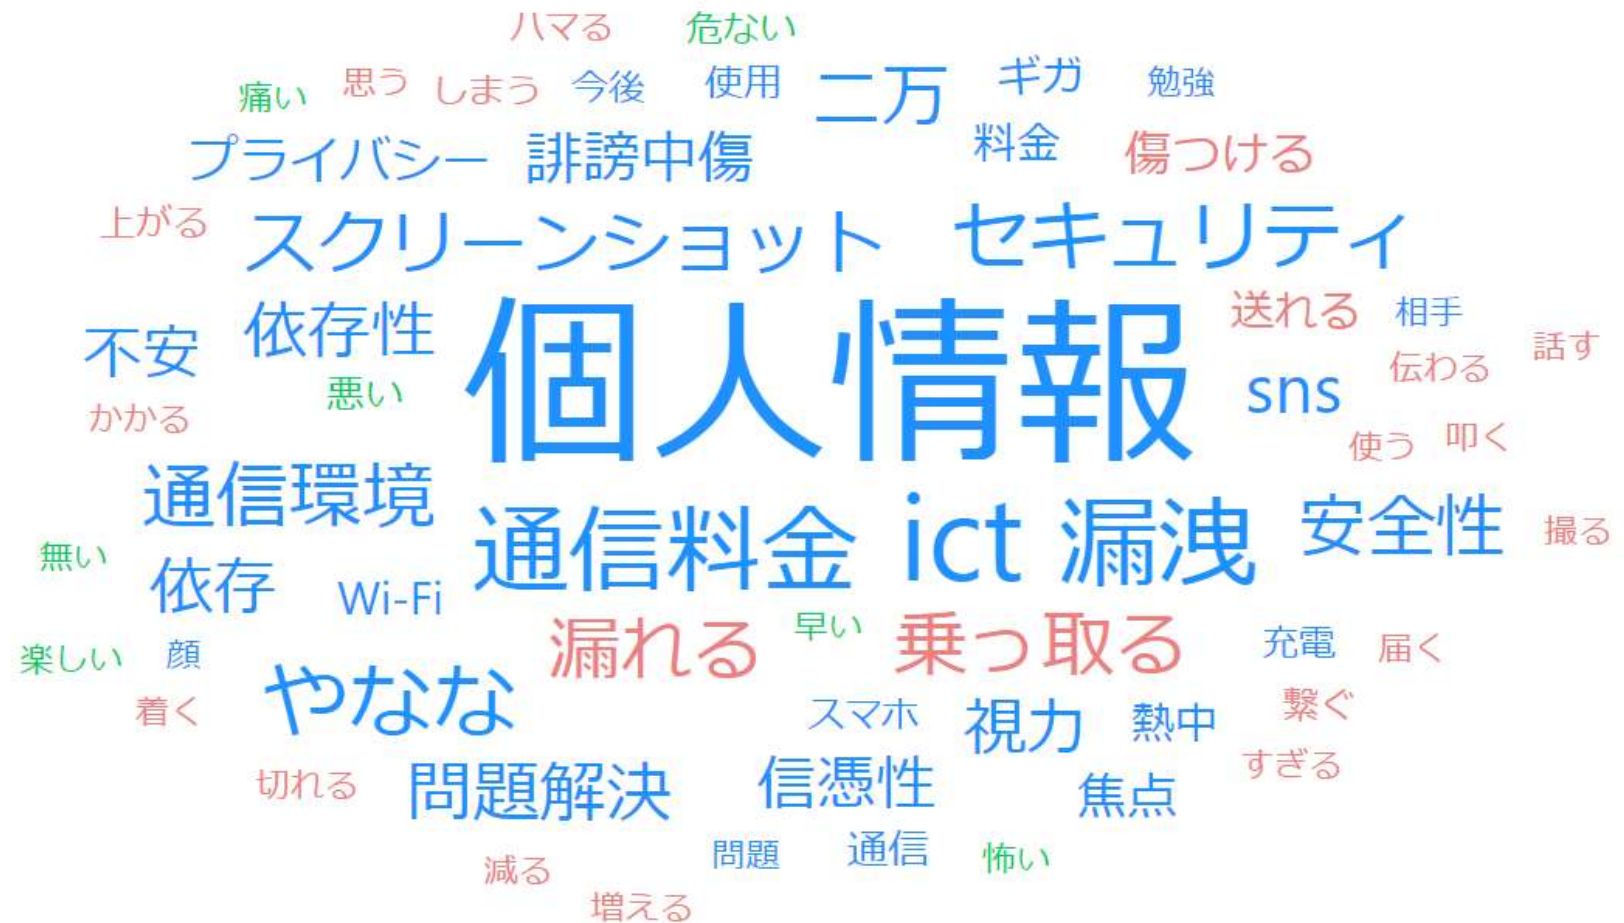 ハマる 危ない
痛い 思う しまう 今後 使用 二万 ギガ 勉強
プライバシー 誹謗中傷 料金 傷つける
上がる スクリーンショット セキュリティ
不安 依存性 個人情報 送れる 相手 話す
かかる 悪い sns 伝わる
使う 叩く
通信環境 通信料金 ict 漏洩 安全性 撮る
無い 依存 Wi-Fi
楽しい 顔 漏れる 早い 乗っ取る 充電 届く
着く やなな スマホ 視力 熱中 繋ぐ
切れる 問題解決 信憑性 焦点 すぎる
減る 問題 通信 怖い
増える